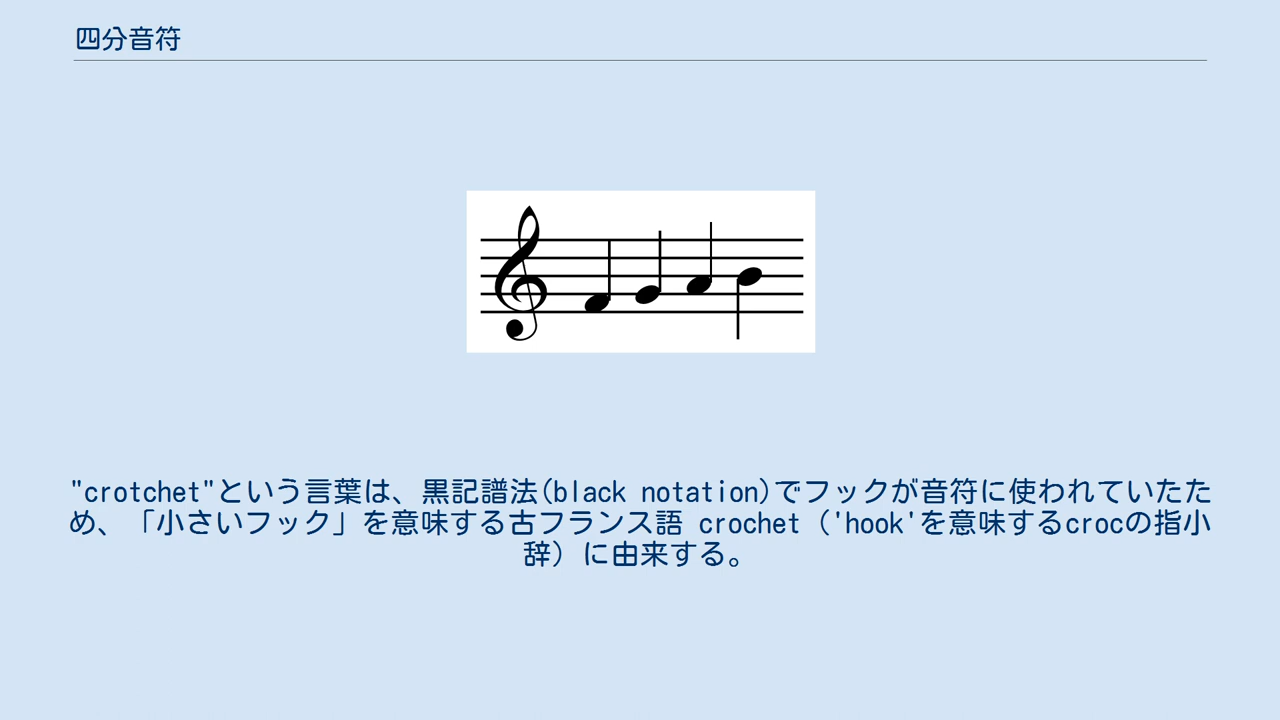 四分音符
"crotchet"という言葉は、黒記譜法(black notation)でフックが音符に使われていたた
め、「小さいフック」を意味する古フランス語 crochet（'hook'を意味するcrocの指小
辞）に由来する。